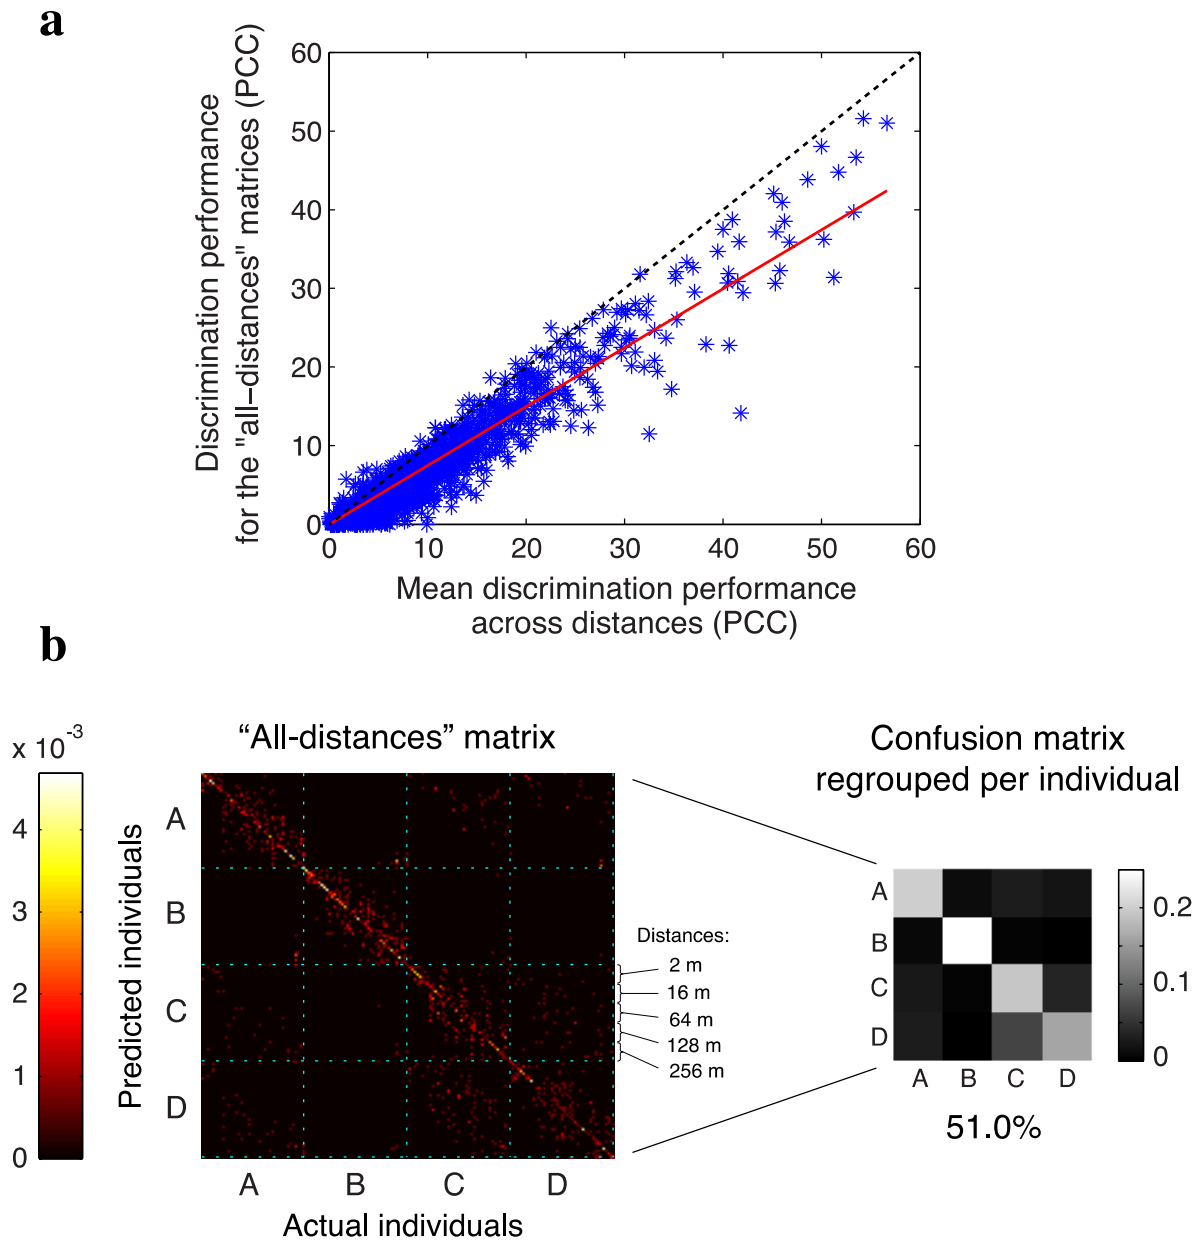 a
Discrimination performance
for the "all−distances" matrices (PCC)
60
50
40
30
20
10
0
0 10 20 30 40 50 60
Mean discrimination performance
across distances (PCC)
b
x 10-3
4
3
2
1
0
“All-distances” matrix
Predicted individuals
A
B
C
D
A B C D
Actual individuals
Distances:
2 m
16 m
64 m
128 m
256 m
Confusion matrix
regrouped per individual
A
B
C
D
A B C D
0.2
0.1
0
51.0%